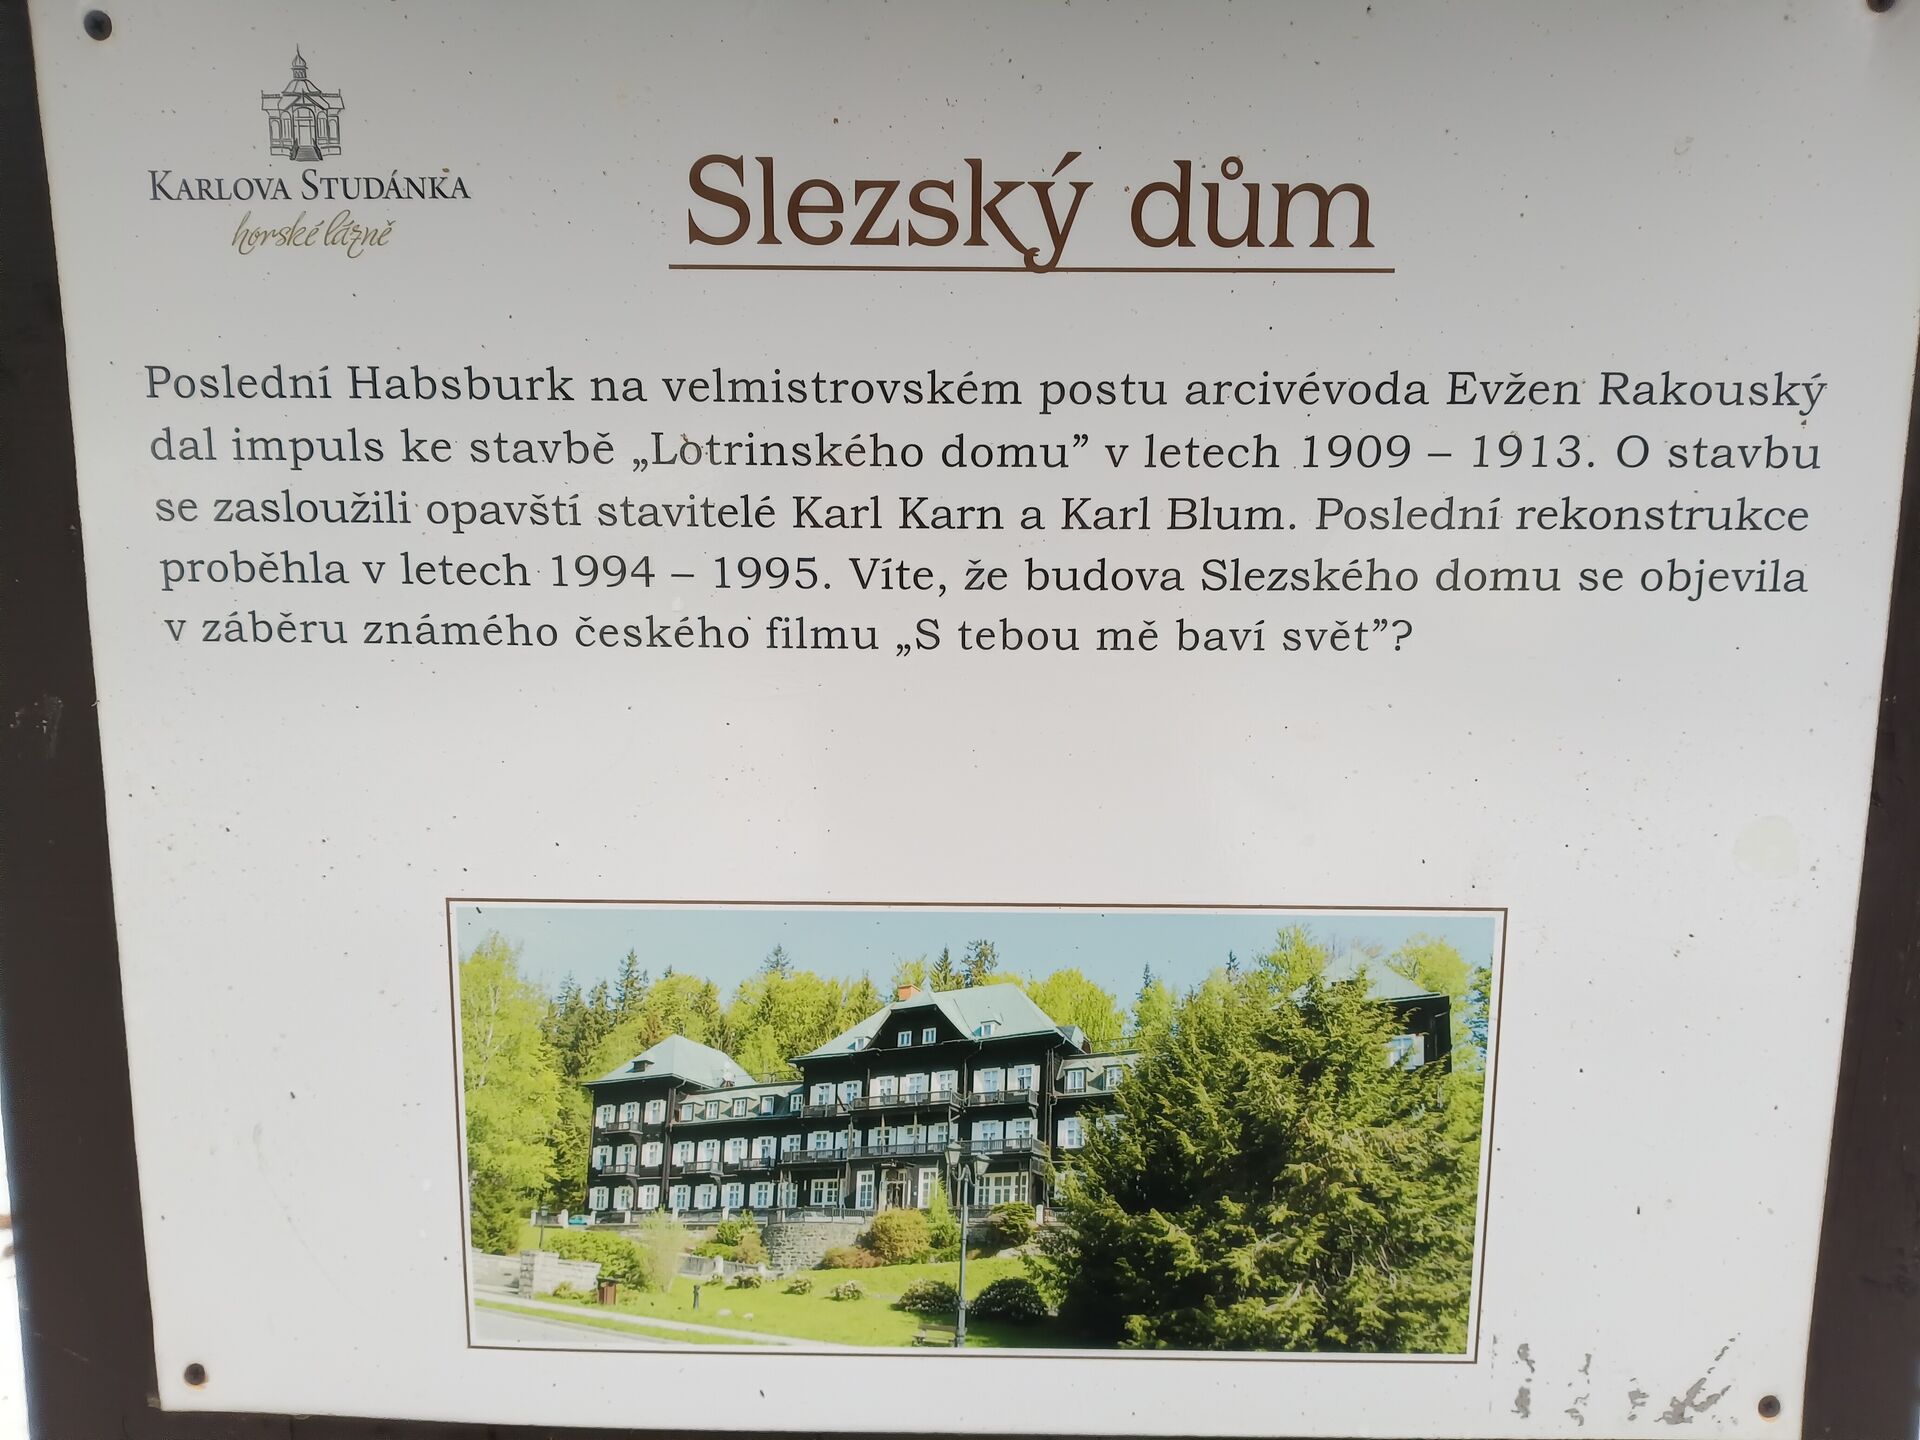 KARLOVA STUDÁNKA
horské lázně
Slezský dům
Poslední Habsburk na velmistrovském postu arcivévoda Evžen Rakouský
dal impuls ke stavbě „Lotrinského domu” v letech 1909 – 1913. O stavbu
se zasloužili opavští stavitelé Karl Karn a Karl Blum. Poslední rekonstrukce
proběhla v letech 1994 – 1995. Víte, že budova Slezského domu se objevila
v záběru známého českého filmu „S tebou mě baví svět”?